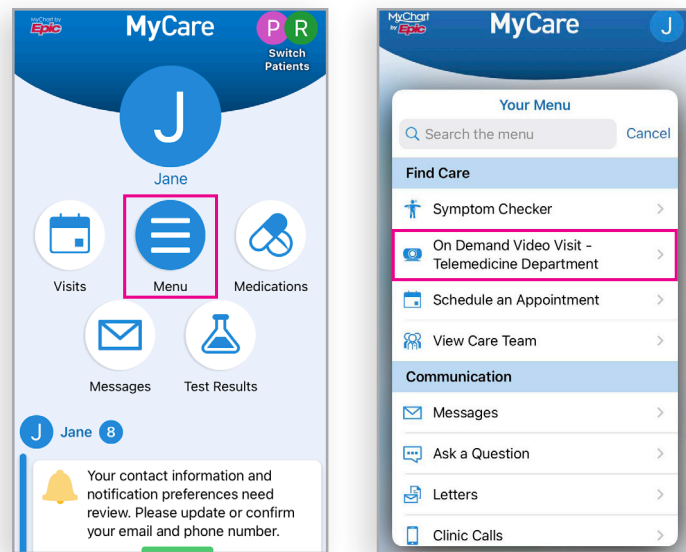 MyChart by
Epic
MyCare
P R
Switch
Patients
J
Jane
Visits
Menu
Medications
Messages
Test Results
J Jane 8
Your contact information and
notification preferences need
review. Please update or confirm
your email and phone number.
MyChart
by Epic
MyCare
J
Your Menu
Search the menu
Cancel
Find Care
Symptom Checker
On Demand Video Visit -
Telemedicine Department
Schedule an Appointment
View Care Team
Communication
Messages
Ask a Question
Letters
Clinic Calls